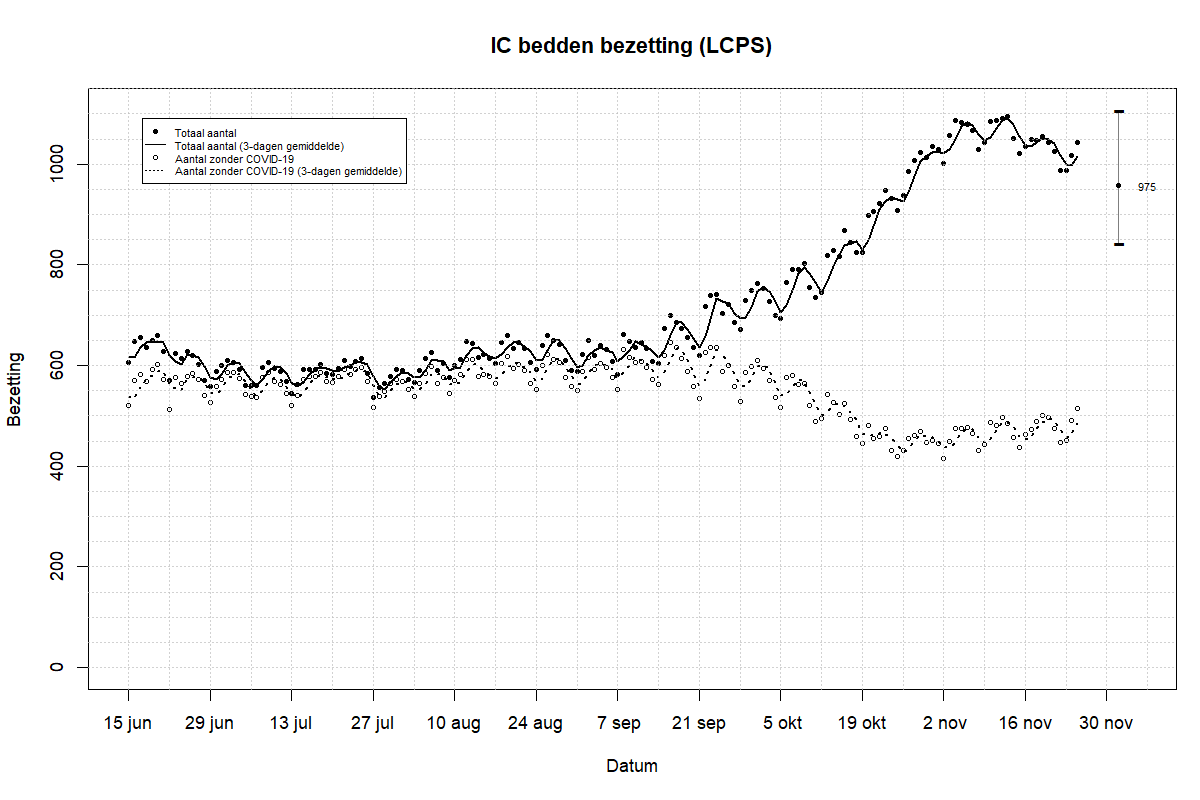 IC bedden bezetting (LCPS)
Totaal aantal
Totaal aantal (3-dagen gemiddelde)
Aantal zonder COVID-19
Aantal zonder COVID-19 (3-dagen gemiddelde)
975
Bezetting
1000
800
600
400
200
0
15 jun 29 jun 13 jul 27 jul 10 aug 24 aug 7 sep 21 sep 5 okt 19 okt 2 nov 16 nov 30 nov
Datum